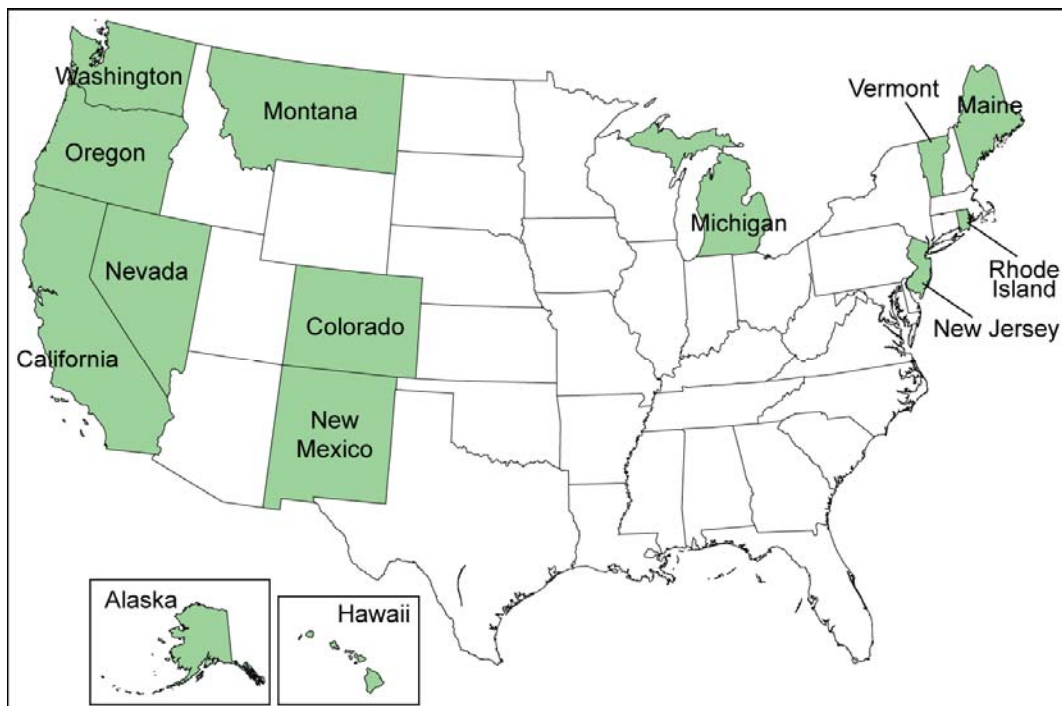 Washington
Montana
Vermont
Maine
Oregon
Michigan
Nevada
Rhode
Island
Colorado
New Jersey
California
New
Mexico
Alaska
Hawaii